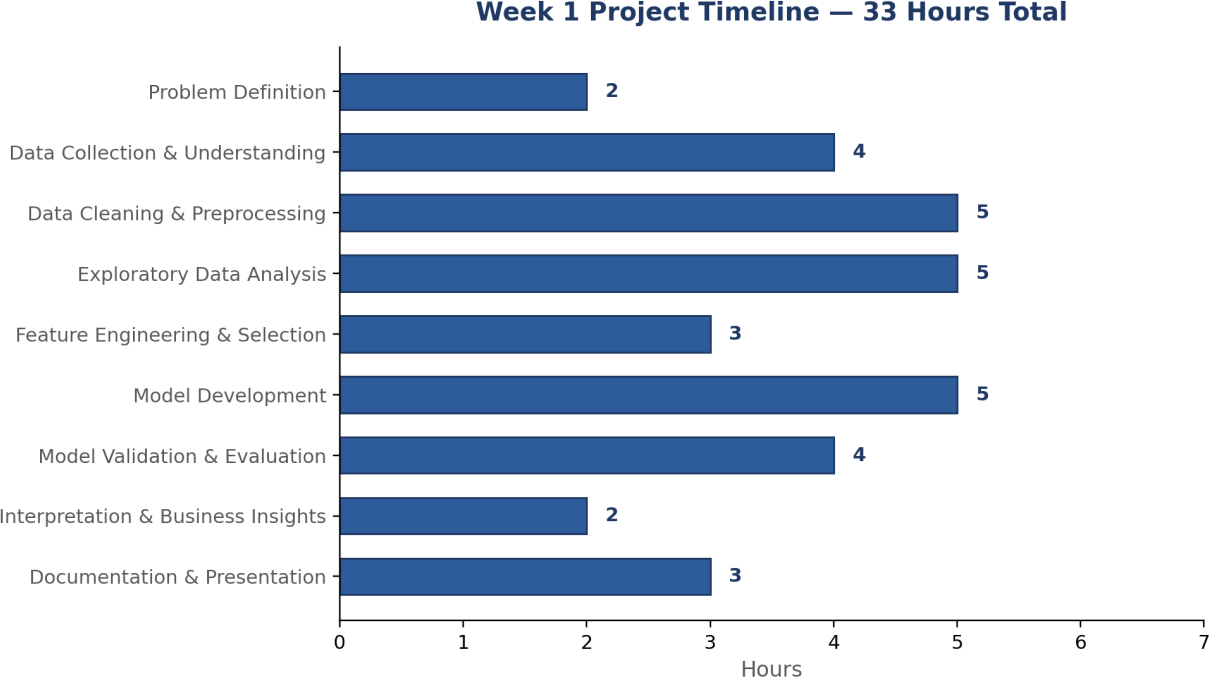 Week 1 Project Timeline — 33 Hours Total
Problem Definition 2
Data Collection & Understanding 4
Data Cleaning & Preprocessing 5
Exploratory Data Analysis 5
Feature Engineering & Selection 3
Model Development 5
Model Validation & Evaluation 4
Interpretation & Business Insights 2
Documentation & Presentation 3
0 1 2 3 4 5 6 7
Hours